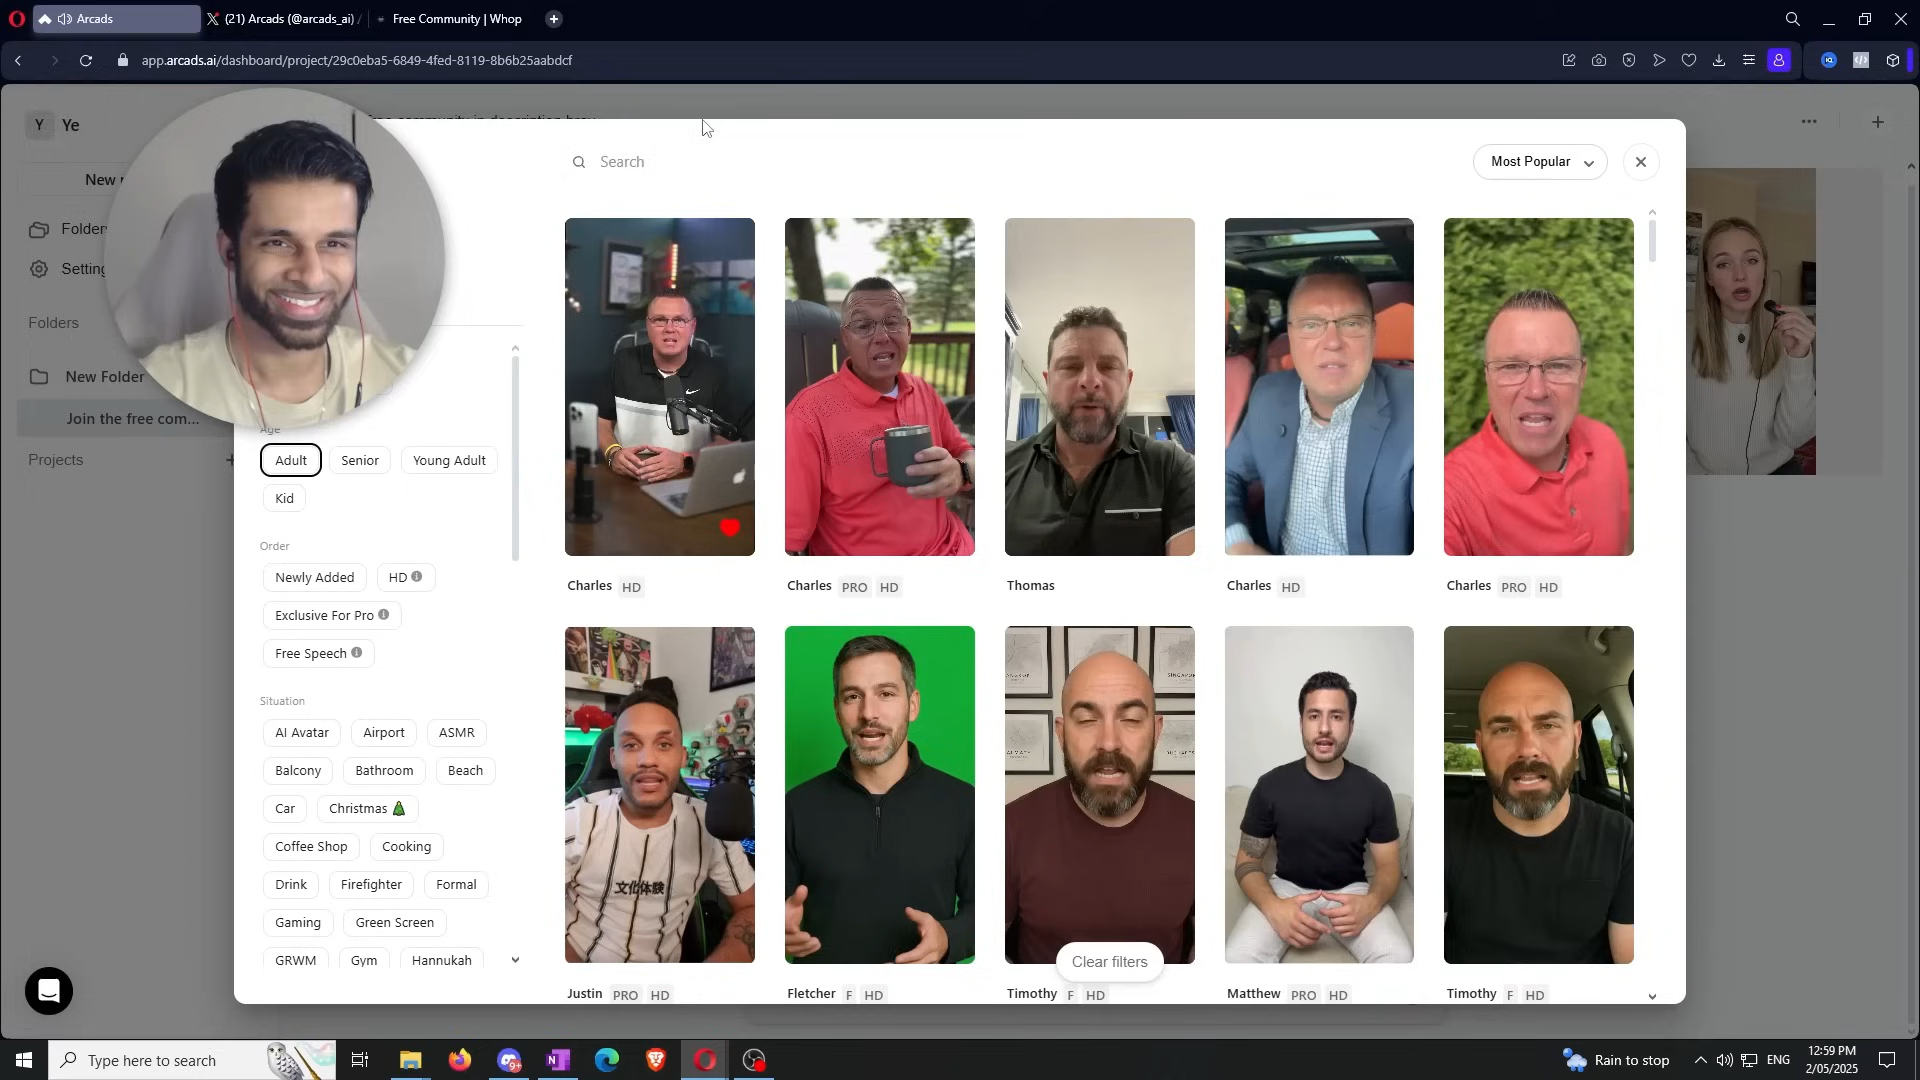 Arcads
(21) Arcads (@arcads_ai) /
Free Community | Whop
app.arcads.ai/dashboard/project/29c0eba5-6849-4fed-8119-8b6b25aabdcf
Y
Ye
New
Folder
Setting
Folders
New Folder
Join the free com...
Projects
Search
Most Popular
Age
Adult
Senior
Young Adult
Kid
Order
Newly Added
HD
Exclusive For Pro
Free Speech
Situation
AI Avatar
Airport
ASMR
Balcony
Bathroom
Beach
Car
Christmas
Coffee Shop
Cooking
Drink
Firefighter
Formal
Gaming
Green Screen
GRWM
Gym
Hannukah
Charles HD
Charles PRO HD
Thomas
Charles HD
Charles PRO HD
文化体験
SINGAPORE
Clear filters
Justin PRO HD
Fletcher F HD
Timothy F HD
Matthew PRO HD
Timothy F HD
Type here to search
9+
Rain to stop
ENG
12:59 PM
2/05/2025